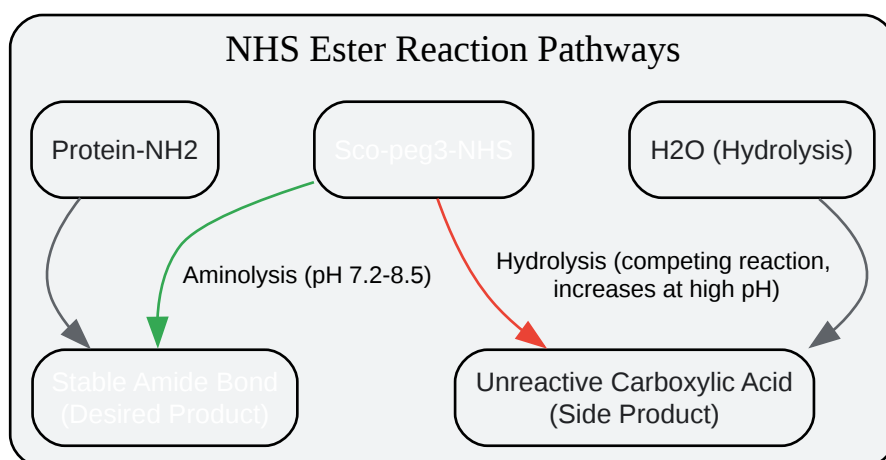 NHS Ester Reaction Pathways
Protein-NH2
Sco-peg3-NHS
H2O (Hydrolysis)
Aminolysis (pH 7.2-8.5)
Hydrolysis (competing reaction,
increases at high pH)
Stable Amide Bond
(Desired Product)
Unreactive Carboxylic Acid
(Side Product)